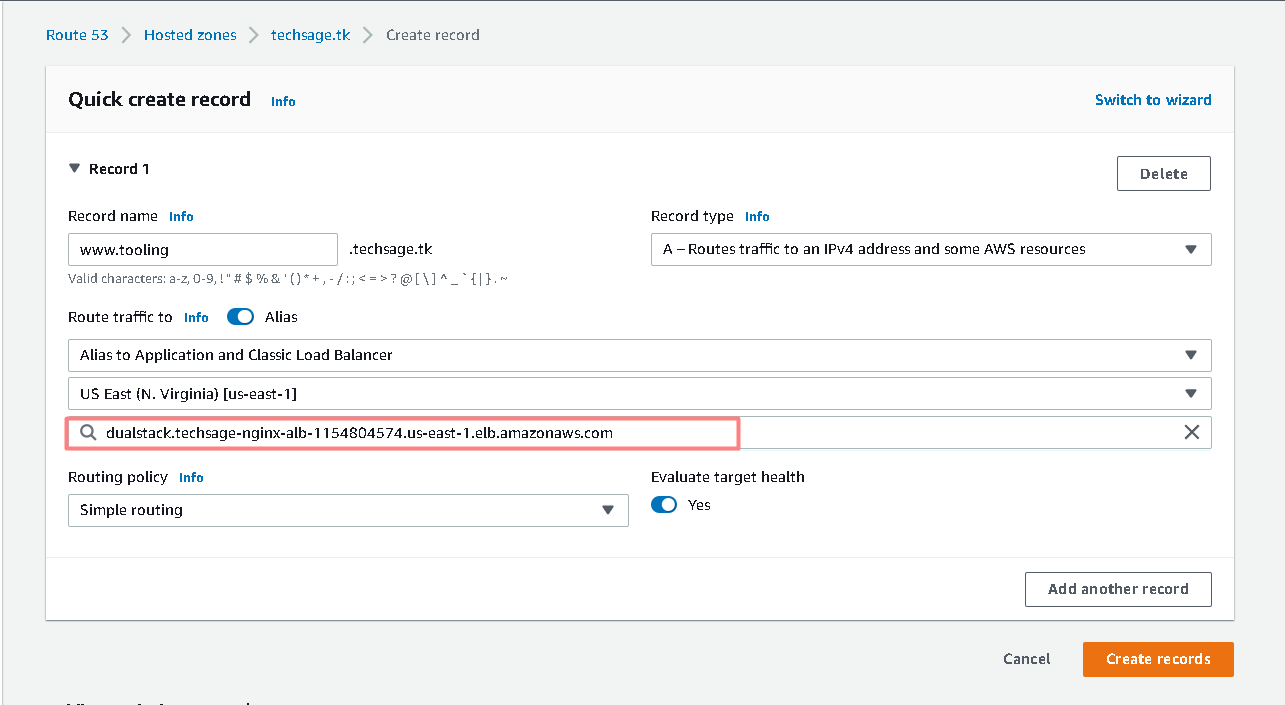 Route 53 > Hosted zones > techsage.tk > Create record
Quick create record Info
Switch to wizard
▼ Record 1
Delete
Record name Info
www.tooling .techsage.tk
Valid characters: a-z, 0-9, ! " # $ % & ' ( ) * + , - / : ; < = > ? @ [ \ ] ^ _ ` { | } . ~
Record type Info
A – Routes traffic to an IPv4 address and some AWS resources
Route traffic to Info Alias
Alias to Application and Classic Load Balancer
US East (N. Virginia) [us-east-1]
dualstack.techsage-nginx-alb-1154804574.us-east-1.elb.amazonaws.com
Routing policy Info
Simple routing
Evaluate target health
Yes
Add another record
Cancel
Create records